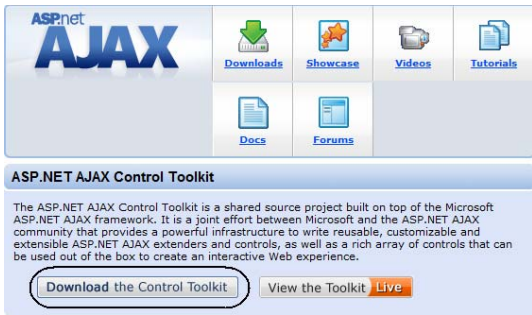 ASP.net
AJAX
Downloads
Showcase
Videos
Tutorials
Docs
Forums
ASP.NET AJAX Control Toolkit
The ASP.NET AJAX Control Toolkit is a shared source project built on top of the Microsoft
ASP.NET AJAX framework. It is a joint effort between Microsoft and the ASP.NET AJAX
community that provides a powerful infrastructure to write reusable, customizable and
extensible ASP.NET AJAX extenders and controls, as well as a rich array of controls that can
be used out of the box to create an interactive Web experience.
Download the Control Toolkit
View the Toolkit Live